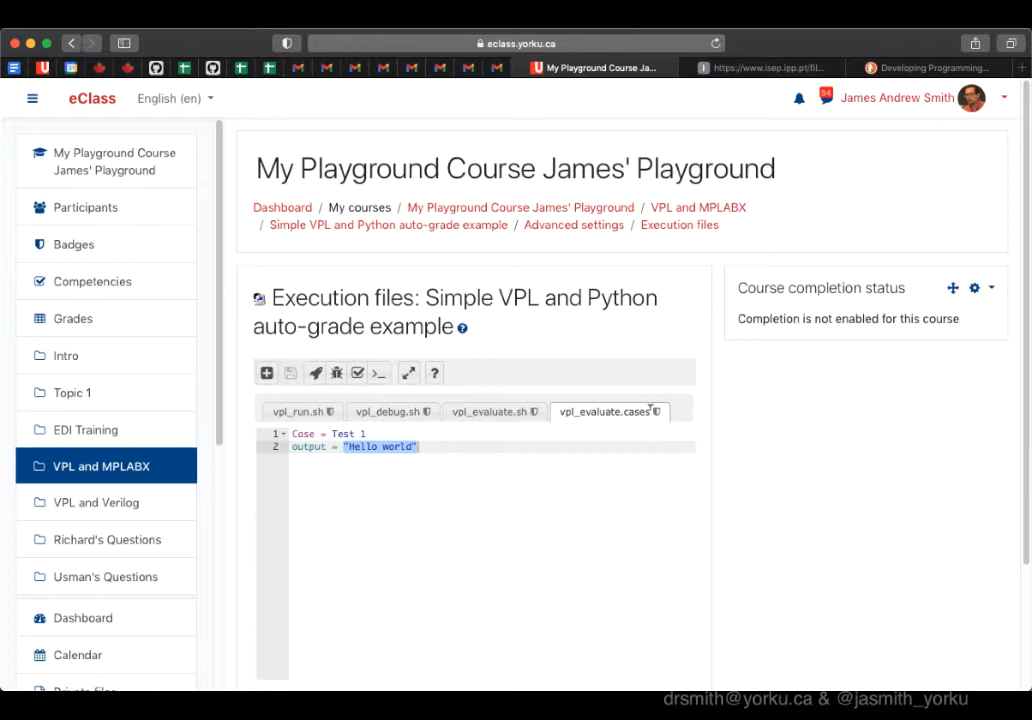 eclass.yorku.ca
My Playground Course Ja...
https://www.isep.ipp.pt/fil...
Developing Programming...
eClass
English (en)
54
James Andrew Smith
My Playground Course
James' Playground
Participants
Badges
Competencies
Grades
Intro
Topic 1
EDI Training
VPL and MPLABX
VPL and Verilog
Richard's Questions
Usman's Questions
Dashboard
Calendar
My Playground Course James' Playground
Dashboard / My courses / My Playground Course James' Playground / VPL and MPLABX
/ Simple VPL and Python auto-grade example / Advanced settings / Execution files
Execution files: Simple VPL and Python
auto-grade example
vpl_run.sh vpl_debug.sh vpl_evaluate.sh vpl_evaluate.cases
1 Case = Test 1
2 output = "Hello world"
Course completion status
Completion is not enabled for this course
drsmith@yorku.ca & @jasmith_yorku